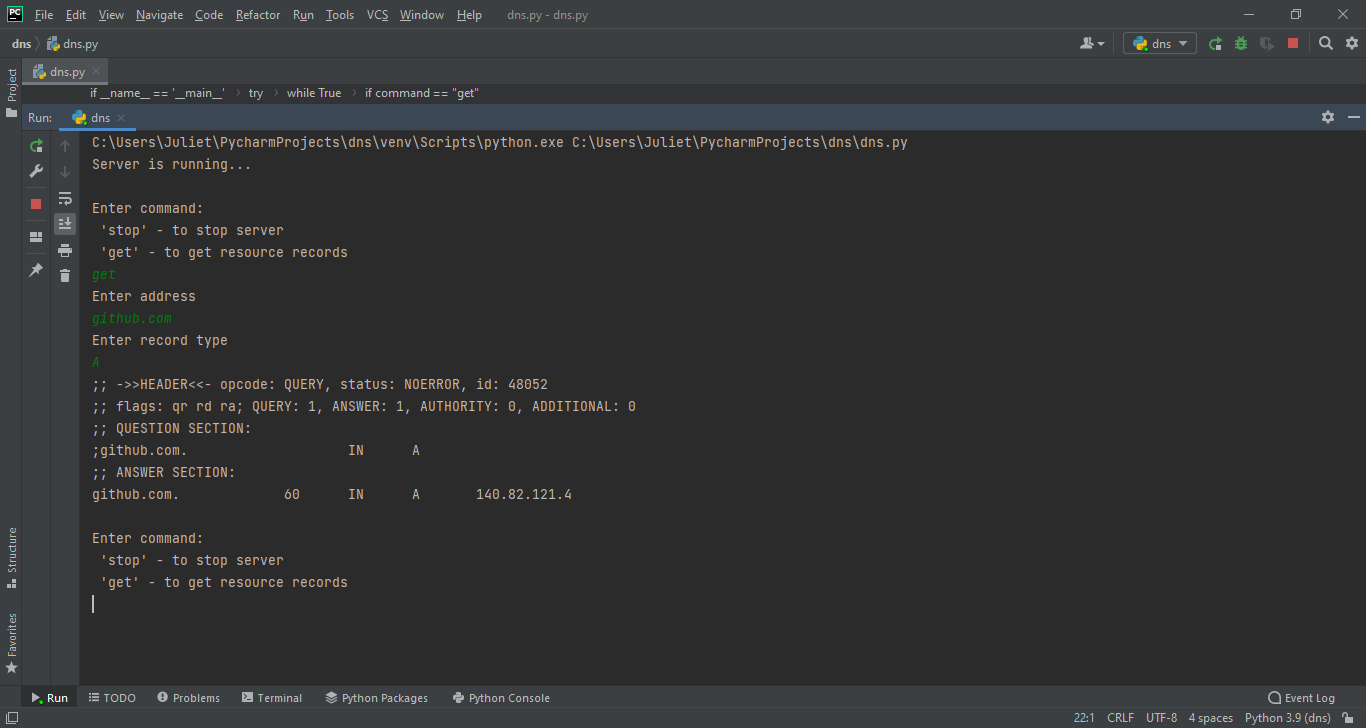 PC File Edit View Navigate Code Refactor Run Tools VCS Window Help dns.py - dns.py
dns dns.py dns
Project
dns.py
if __name__ == '__main__' try while True if command == "get"
Run: dns
C:\Users\Juliet\PycharmProjects\dns\venv\Scripts\python.exe C:\Users\Juliet\PycharmProjects\dns\dns.py
Server is running...
Enter command:
'stop' - to stop server
'get' - to get resource records
get
Enter address
github.com
Enter record type
A
;; ->>HEADER<<- opcode: QUERY, status: NOERROR, id: 48052
;; flags: qr rd ra; QUERY: 1, ANSWER: 1, AUTHORITY: 0, ADDITIONAL: 0
;; QUESTION SECTION:
;github.com. IN A
;; ANSWER SECTION:
github.com. 60 IN A 140.82.121.4
Enter command:
'stop' - to stop server
'get' - to get resource records
Structure
Favorites
Run TODO Problems Terminal Python Packages Python Console Event Log
22:1 CRLF UTF-8 4 spaces Python 3.9 (dns)